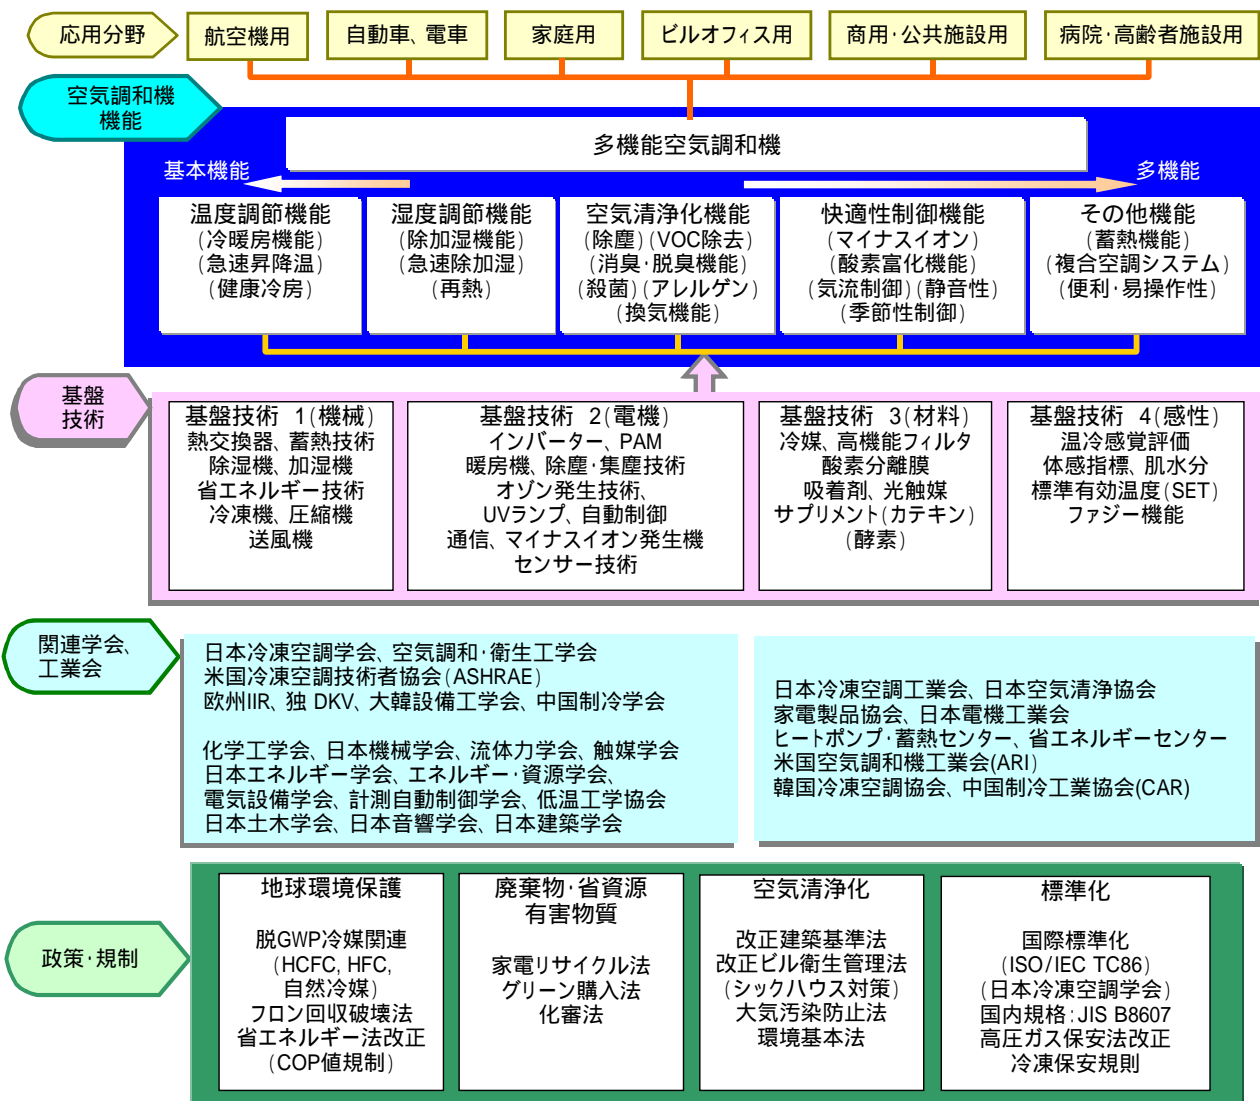 応用分野
航空機用
自動車、電車
家庭用
ビルオフィス用
商用・公共施設用
病院・高齢者施設用
空気調和機
機能
多機能空気調和機
基本機能
多機能
温度調節機能
(冷暖房機能)
(急速昇降温)
(健康冷房)
湿度調節機能
(除加湿機能)
(急速除加湿)
(再熱)
空気清浄化機能
(除塵)(VOC除去)
(消臭・脱臭機能)
(殺菌)(アレルゲン)
(換気機能)
快適性制御機能
(マイナスイオン)
(酸素富化機能)
(気流制御)(静音性)
(季節性制御)
その他機能
(蓄熱機能)
(複合空調システム)
(便利・易操作性)
基盤
技術
基盤技術 1(機械)
熱交換器、蓄熱技術
除湿機、加湿機
省エネルギー技術
冷凍機、圧縮機
送風機
基盤技術 2(電機)
インバーター、PAM
暖房機、除塵・集塵技術
オゾン発生技術、
UVランプ、自動制御
通信、マイナスイオン発生機
センサー技術
基盤技術 3(材料)
冷媒、高機能フィルタ
酸素分離膜
吸着剤、光触媒
サプリメント(カテキン)
(酵素)
基盤技術 4(感性)
温冷感覚評価
体感指標、肌水分
標準有効温度(SET)
ファジー機能
関連学会、
工業会
日本冷凍空調学会、空気調和・衛生工学会
米国冷凍空調技術者協会(ASHRAE)
欧州IIR、独 DKV、大韓設備工学会、中国制冷学会
化学工学会、日本機械学会、流体力学会、触媒学会
日本エネルギー学会、エネルギー・資源学会、
電気設備学会、計測自動制御学会、低温工学協会
日本土木学会、日本音響学会、日本建築学会
日本冷凍空調工業会、日本空気清浄協会
家電製品協会、日本電機工業会
ヒートポンプ・蓄熱センター、省エネルギーセンター
米国空気調和機工業会(ARI)
韓国冷凍空調協会、中国制冷工業協会(CAR)
政策・規制
地球環境保護
脱GWP冷媒関連
(HCFC, HFC,
自然冷媒)
フロン回収破壊法
省エネルギー法改正
(COP値規制)
廃棄物・省資源
有害物質
家電リサイクル法
グリーン購入法
化審法
空気清浄化
改正建築基準法
改正ビル衛生管理法
(シックハウス対策)
大気汚染防止法
環境基本法
標準化
国際標準化
(ISO/IEC TC86)
(日本冷凍空調学会)
国内規格:JIS B8607
高圧ガス保安法改正
冷凍保安規則